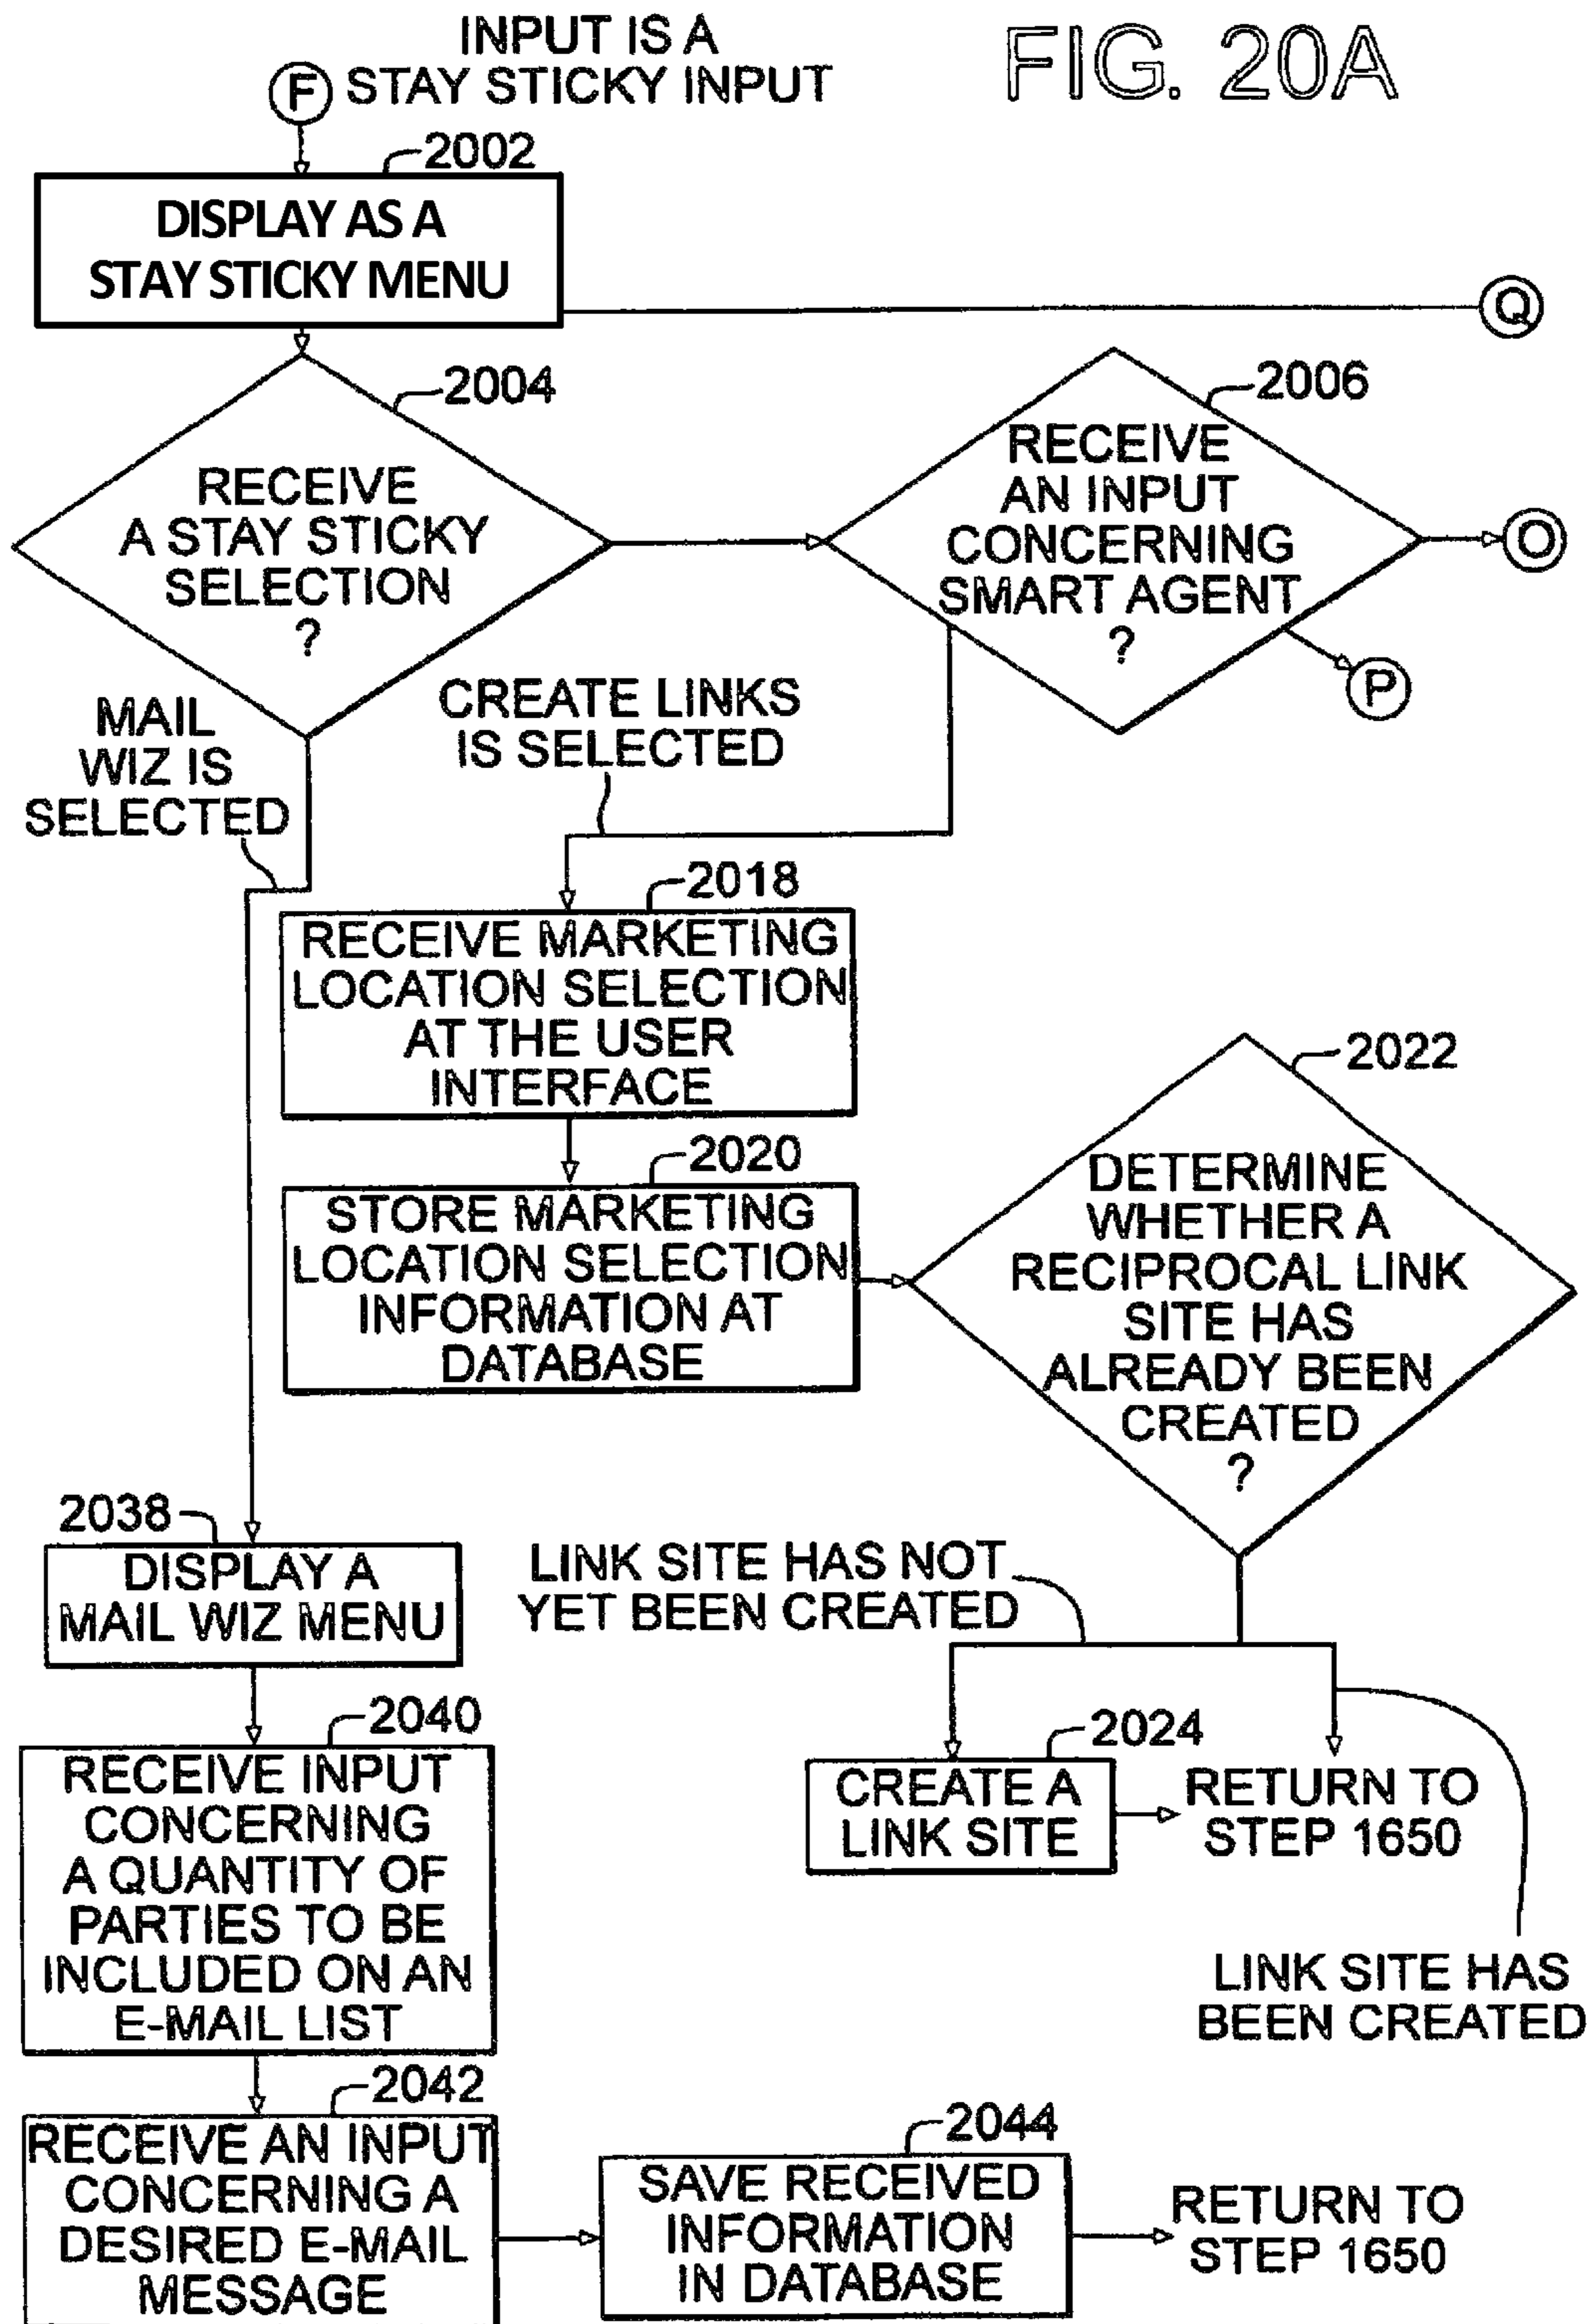 INPUT IS A
FIG. 20A
F STAY STICKY INPUT
2002
DISPLAY AS A
STAY STICKY MENU
Q
2004
RECEIVE
A STAY STICKY
SELECTION
?
2006
RECEIVE
AN INPUT
CONCERNING
SMART AGENT
?
O
P
MAIL
WIZ IS
SELECTED
CREATE LINKS
IS SELECTED
2018
RECEIVE MARKETING
LOCATION SELECTION
AT THE USER
INTERFACE
2020
STORE MARKETING
LOCATION SELECTION
INFORMATION AT
DATABASE
2022
DETERMINE
WHETHER A
RECIPROCAL LINK
SITE HAS
ALREADY BEEN
CREATED
?
LINK SITE HAS NOT
YET BEEN CREATED
2024
CREATE A
LINK SITE
RETURN TO
STEP 1650
LINK SITE HAS
BEEN CREATED
2038
DISPLAY A
MAIL WIZ MENU
2040
RECEIVE INPUT
CONCERNING
A QUANTITY OF
PARTIES TO BE
INCLUDED ON AN
E-MAIL LIST
2042
RECEIVE AN INPUT
CONCERNING A
DESIRED E-MAIL
MESSAGE
2044
SAVE RECEIVED
INFORMATION
IN DATABASE
RETURN TO
STEP 1650